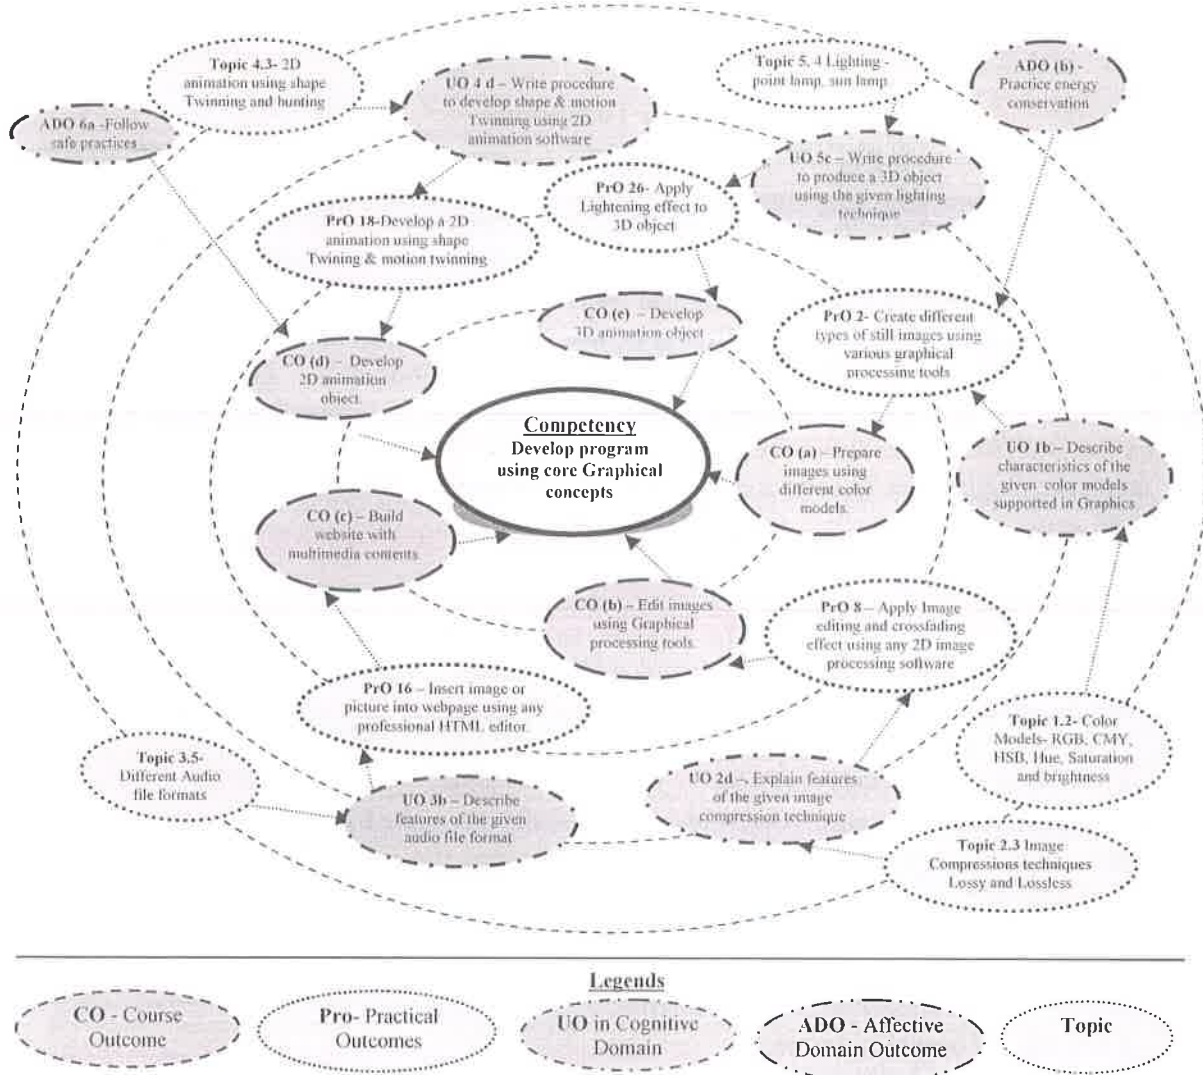 Topic 4.3- 2D
animation using shape
Twinning and hunting
UO 4 d – Write procedure
to develop shape & motion
Twinning using 2D
animation software
Topic 5. 4 Lighting -
point lamp, sun lamp
ADO (b) -
Practice energy
conservation
ADO 6a -Follow
safe practices
UO 5c – Write procedure
to produce a 3D object
using the given lighting
technique
PrO 26- Apply
Lightening effect to
3D object
PrO 18-Develop a 2D
animation using shape
Twining & motion twinning
CO (e) – Develop
3D animation object
PrO 2- Create different
types of still images using
various graphical
processing tools
CO (d) – Develop
2D animation
object.
Competency
Develop program
using core Graphical
concepts
CO (a) – Prepare
images using
different color
models.
UO 1b – Describe
characteristics of the
given color models
supported in Graphics
CO (c) – Build
website with
multimedia contents.
CO (b) – Edit images
using Graphical
processing tools.
PrO 8 – Apply Image
editing and crossfading
effect using any 2D image
processing software
PrO 16 – Insert image or
picture into webpage using any
professional HTML editor.
Topic 1.2- Color
Models- RGB, CMY,
HSB, Hue, Saturation
and brightness
Topic 3.5-
Different Audio
file formats
UO 3b – Describe
features of the given
audio file format
UO 2d –. Explain features
of the given image
compression technique
Topic 2.3 Image
Compressions techniques
Lossy and Lossless
Legends
CO - Course
Outcome
Pro- Practical
Outcomes
UO in Cognitive
Domain
ADO - Affective
Domain Outcome
Topic